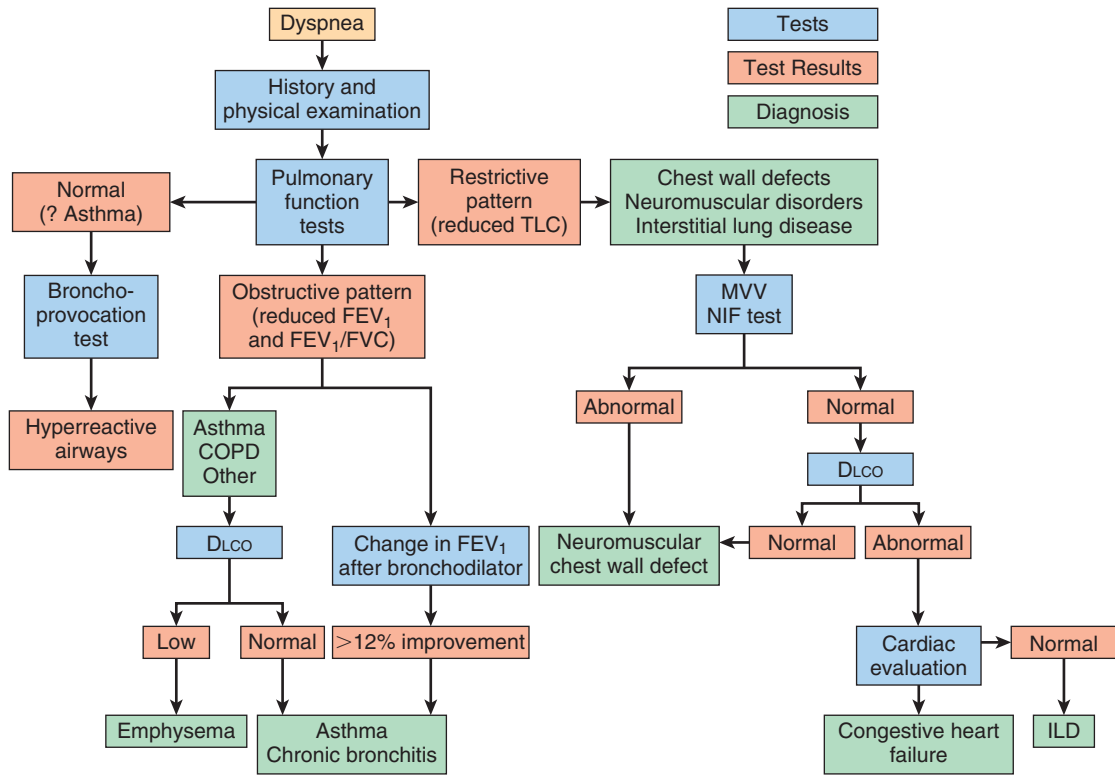 Dyspnea
Tests
Test Results
Diagnosis
History and
physical examination
Normal
(? Asthma)
Pulmonary
function
tests
Restrictive
pattern
(reduced TLC)
Chest wall defects
Neuromuscular disorders
Interstitial lung disease
Broncho-
provocation
test
Obstructive pattern
(reduced FEV₁
and FEV₁/FVC)
MVV
NIF test
Hyperreactive
airways
Asthma
COPD
Other
Abnormal
Normal
DLCO
DLCO
Change in FEV₁
after bronchodilator
Neuromuscular
chest wall defect
Normal
Abnormal
Low
Normal
>12% improvement
Cardiac
evaluation
Normal
Emphysema
Asthma
Chronic bronchitis
Congestive heart
failure
ILD